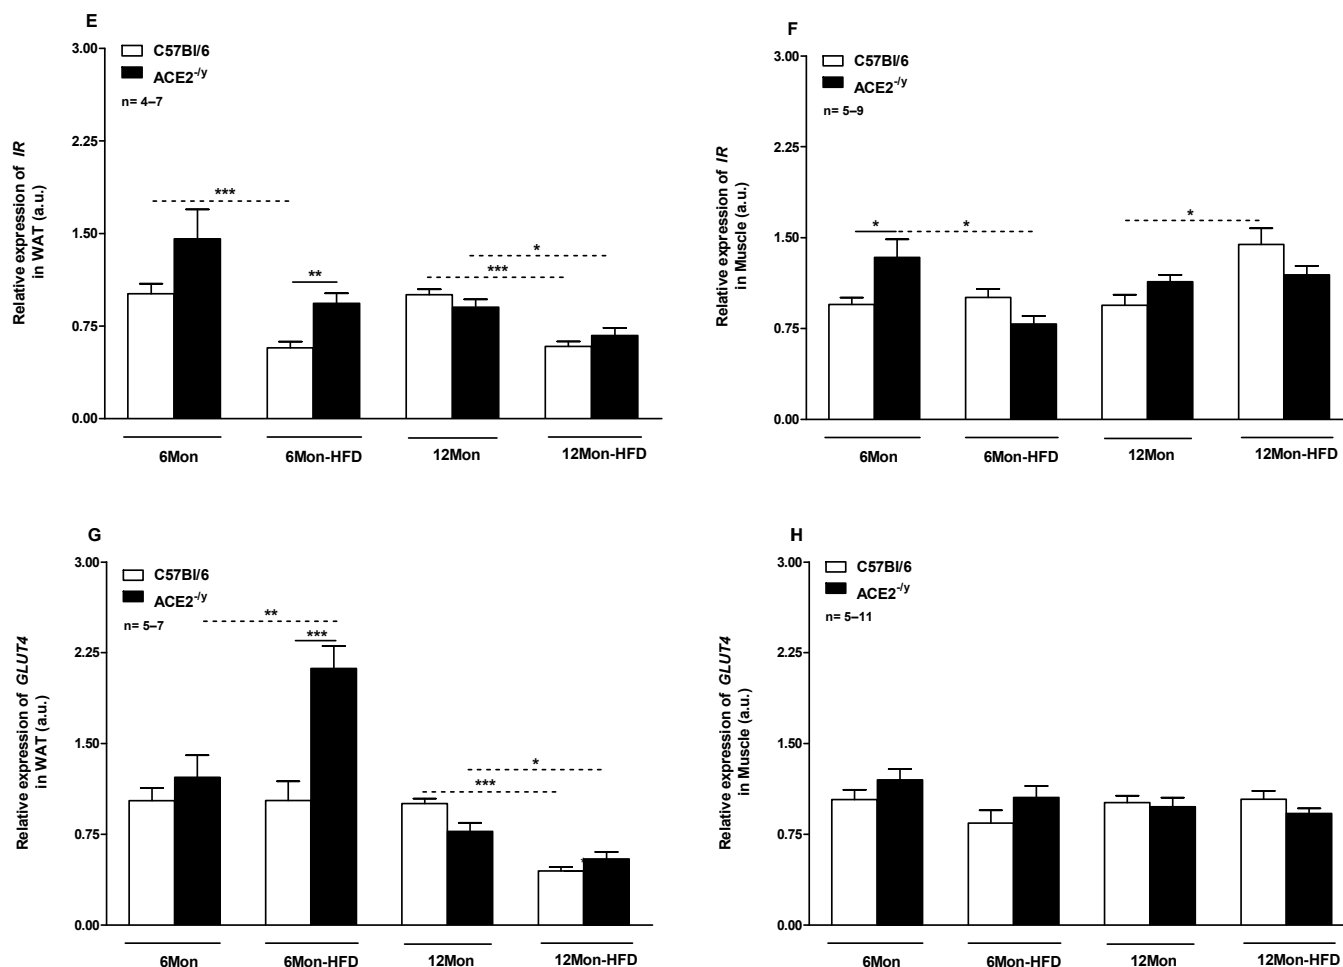 E
3.00
C57Bl/6
ACE2-/y
n= 4–7
2.25
1.50
0.75
0.00
Relative expression of IR
in WAT (a.u.)
***
**
***
*
6Mon
6Mon-HFD
12Mon
12Mon-HFD
F
3.00
C57Bl/6
ACE2-/y
n= 5–9
2.25
1.50
0.75
0.00
Relative expression of IR
in Muscle (a.u.)
*
*
*
6Mon
6Mon-HFD
12Mon
12Mon-HFD
G
3.00
C57Bl/6
ACE2-/y
n= 5–7
2.25
1.50
0.75
0.00
Relative expression of GLUT4
in WAT (a.u.)
**
***
*
***
*
6Mon
6Mon-HFD
12Mon
12Mon-HFD
H
3.00
C57Bl/6
ACE2-/y
n= 5–11
2.25
1.50
0.75
0.00
Relative expression of GLUT4
in Muscle (a.u.)
6Mon
6Mon-HFD
12Mon
12Mon-HFD